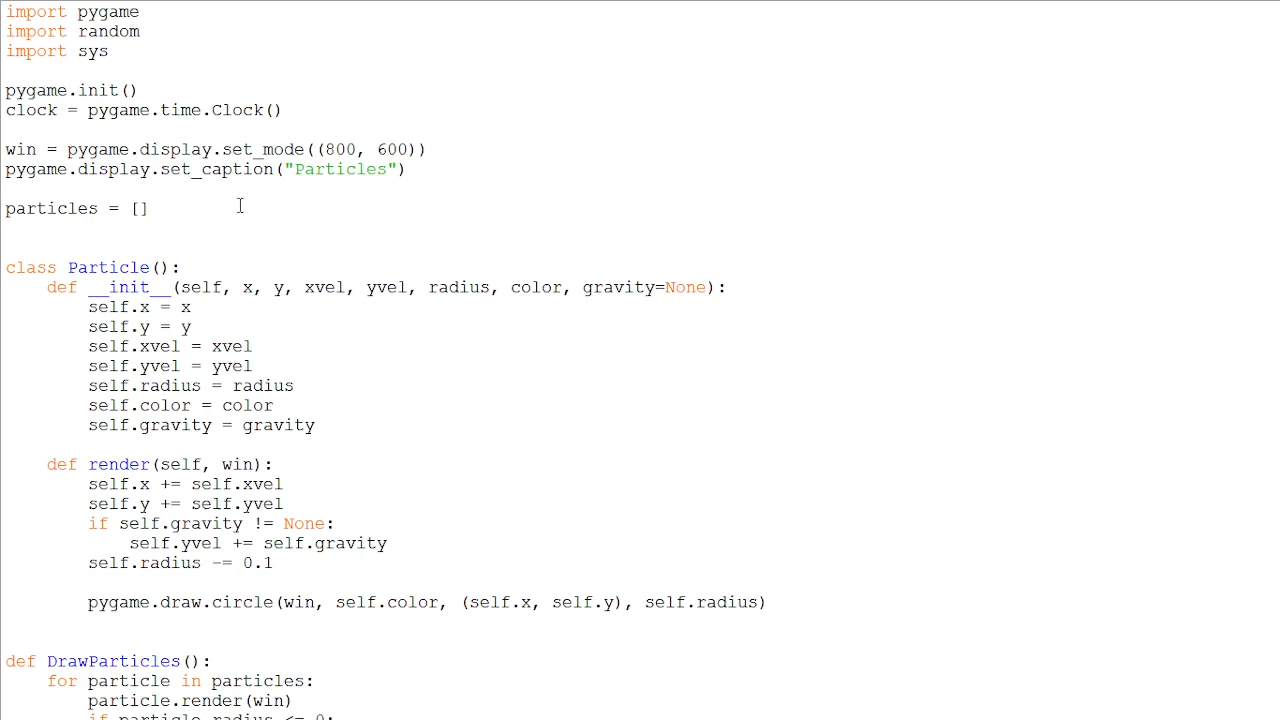 import pygame
import random
import sys

pygame.init()
clock = pygame.time.Clock()

win = pygame.display.set_mode((800, 600))
pygame.display.set_caption("Particles")

particles = []


class Particle():
    def __init__(self, x, y, xvel, yvel, radius, color, gravity=None):
        self.x = x
        self.y = y
        self.xvel = xvel
        self.yvel = yvel
        self.radius = radius
        self.color = color
        self.gravity = gravity

    def render(self, win):
        self.x += self.xvel
        self.y += self.yvel
        if self.gravity != None:
            self.yvel += self.gravity
        self.radius -= 0.1

        pygame.draw.circle(win, self.color, (self.x, self.y), self.radius)


def DrawParticles():
    for particle in particles:
        particle.render(win)
        if particle.radius <= 0: